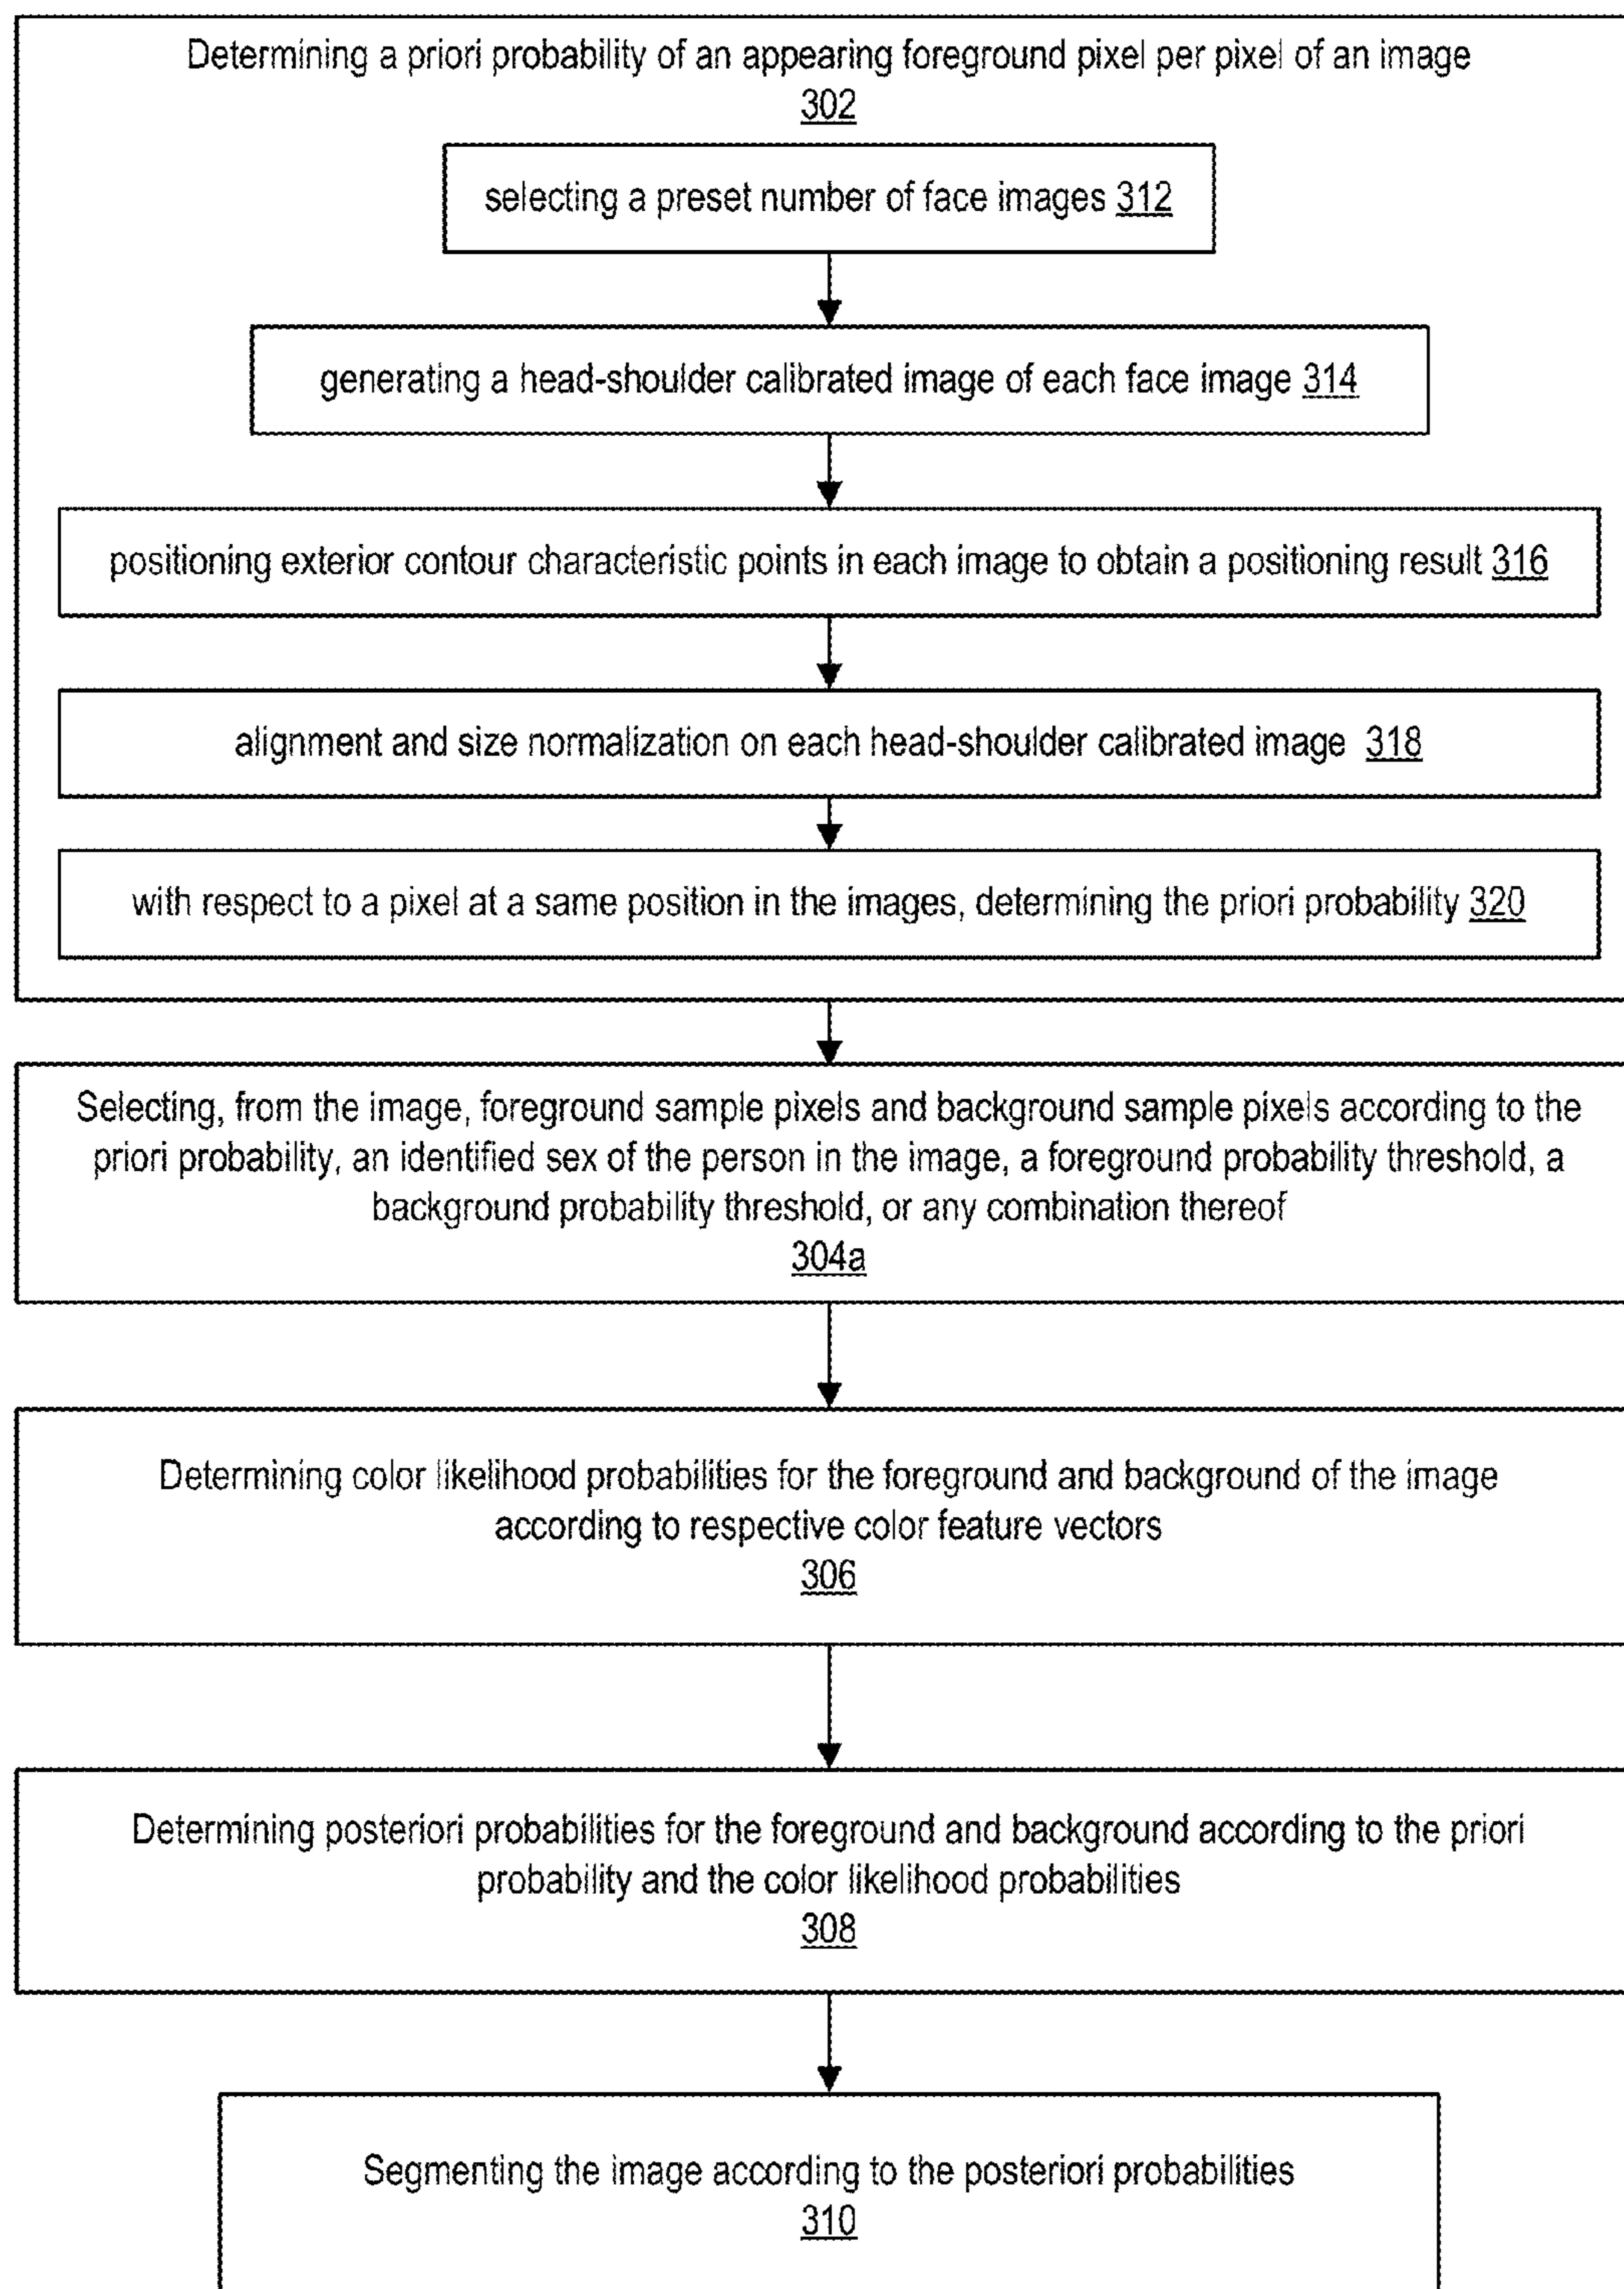 Determining a priori probability of an appearing foreground pixel per pixel of an image
302
selecting a preset number of face images 312
generating a head-shoulder calibrated image of each face image 314
positioning exterior contour characteristic points in each image to obtain a positioning result 316
alignment and size normalization on each head-shoulder calibrated image 318
with respect to a pixel at a same position in the images, determining the priori probability 320
Selecting, from the image, foreground sample pixels and background sample pixels according to the
priori probability, an identified sex of the person in the image, a foreground probability threshold, a
background probability threshold, or any combination thereof
304a
Determining color likelihood probabilities for the foreground and background of the image
according to respective color feature vectors
306
Determining posteriori probabilities for the foreground and background according to the priori
probability and the color likelihood probabilities
308
Segmenting the image according to the posteriori probabilities
310